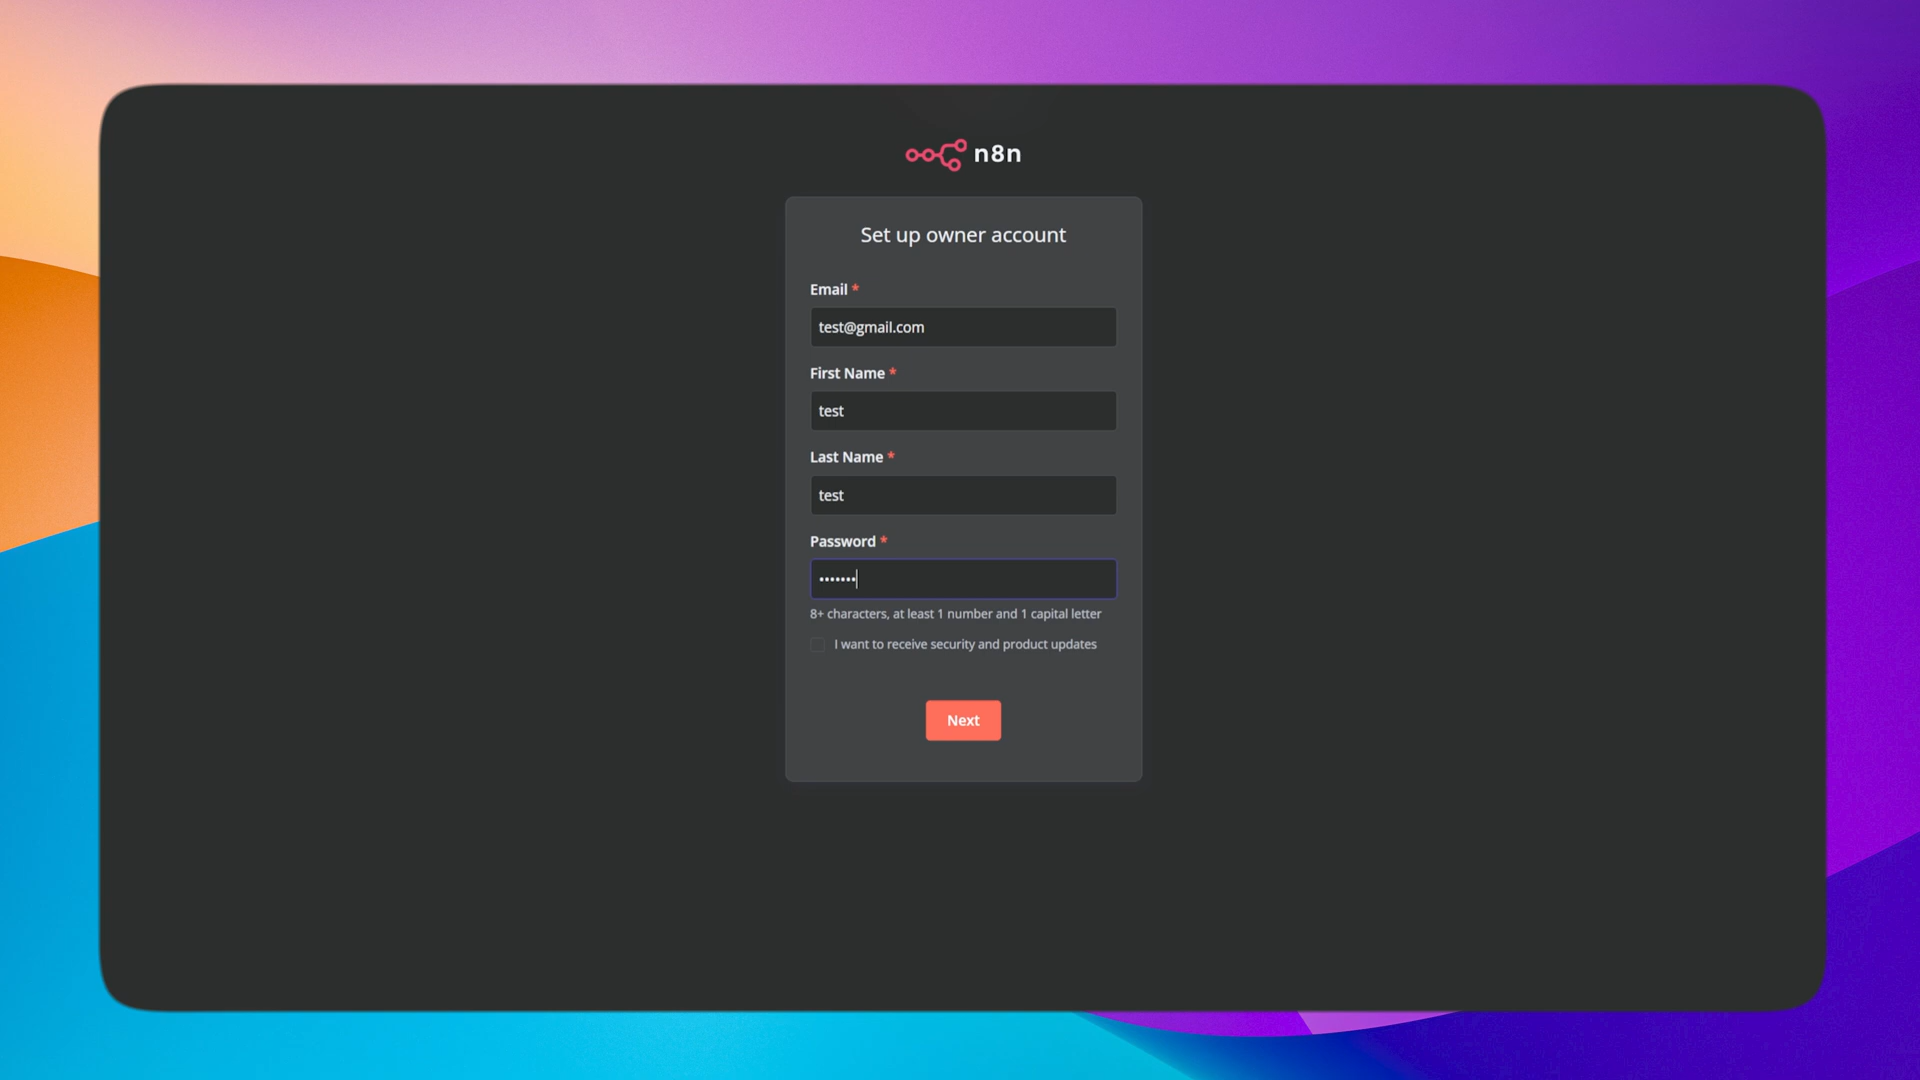 n8n
Set up owner account
Email *
test@gmail.com
First Name *
test
Last Name *
test
Password *
•••••••
8+ characters, at least 1 number and 1 capital letter
I want to receive security and product updates
Next